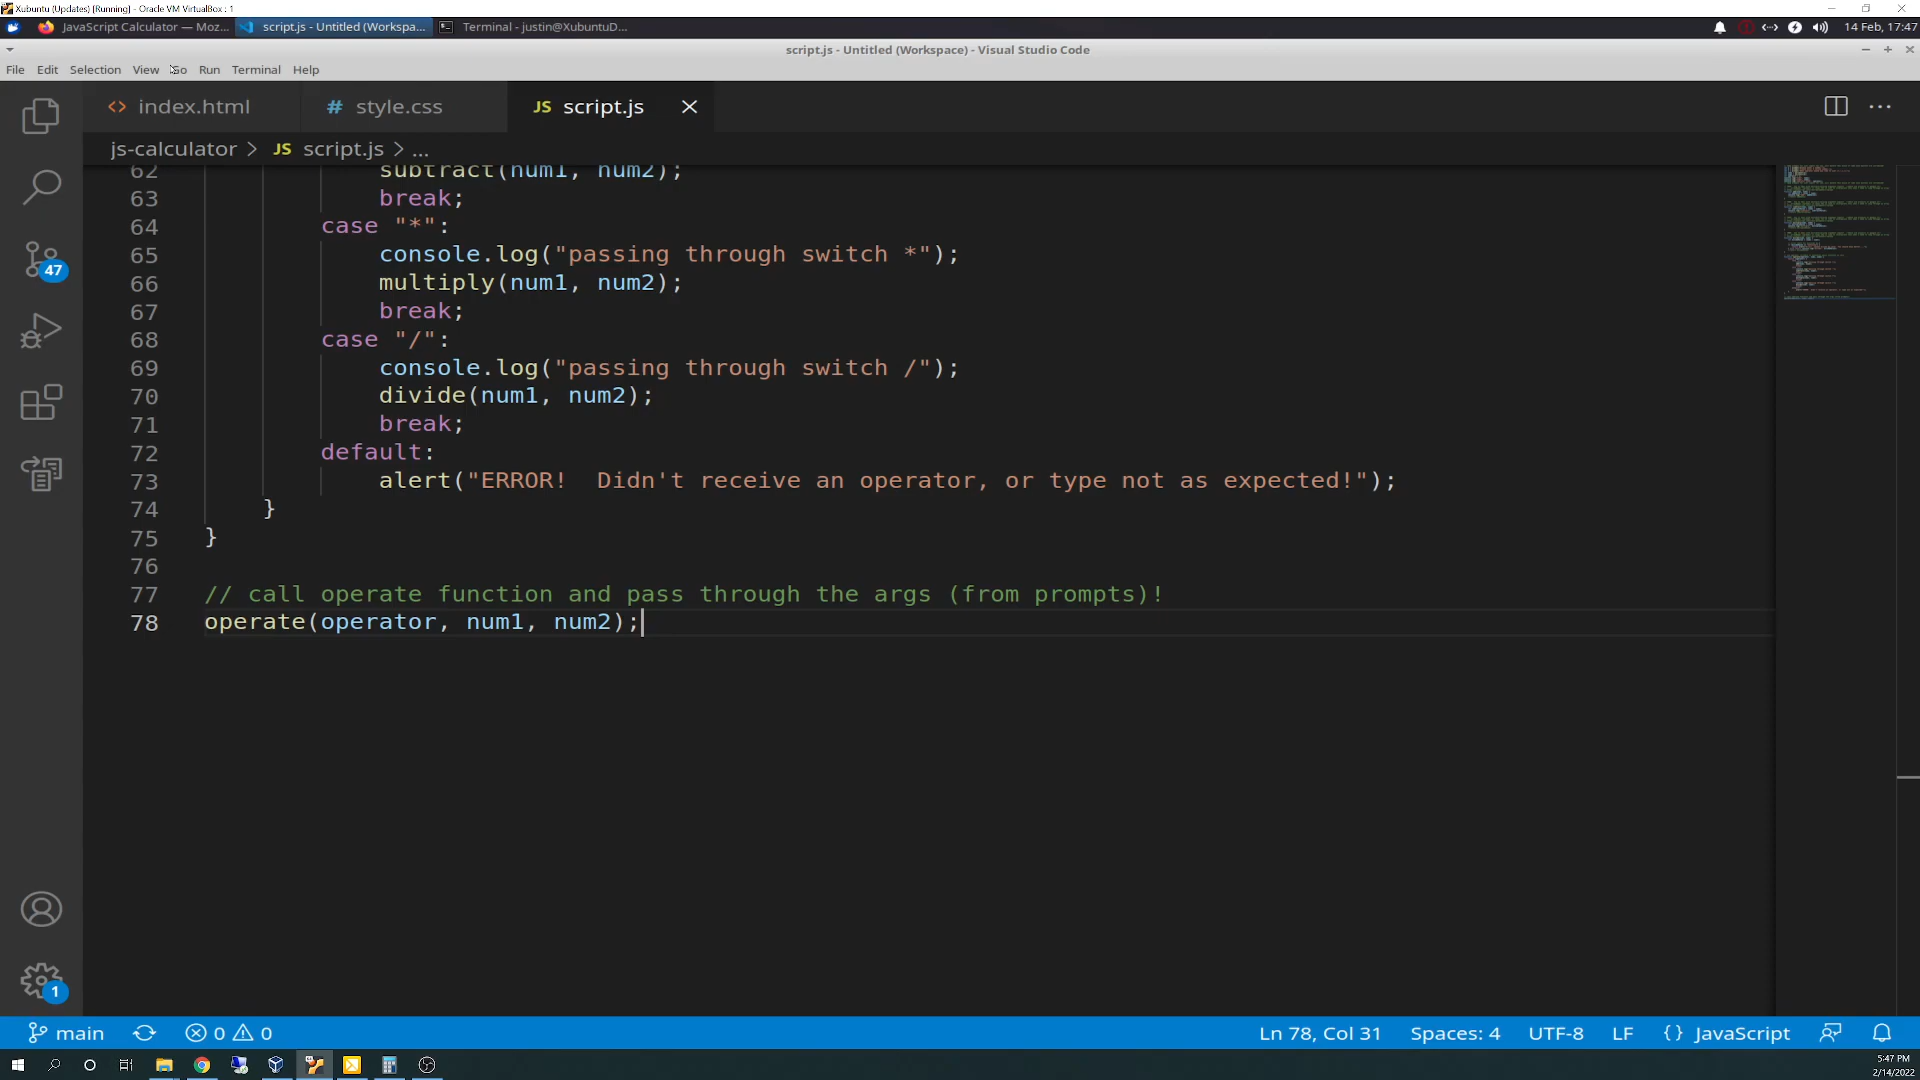 Xubuntu (Updates) [Running] - Oracle VM VirtualBox : 1
JavaScript Calculator — Moz...
script.js - Untitled (Workspa...
Terminal - justin@XubuntuD...
14 Feb, 17:47
script.js - Untitled (Workspace) - Visual Studio Code
File Edit Selection View Go Run Terminal Help
index.html
# style.css
JS script.js
js-calculator > JS script.js > ...
62 subtract(num1, num2);
63 break;
64 case "*":
65 console.log("passing through switch *");
66 multiply(num1, num2);
67 break;
68 case "/":
69 console.log("passing through switch /");
70 divide(num1, num2);
71 break;
72 default:
73 alert("ERROR!  Didn't receive an operator, or type not as expected!");
74 }
75 }
76
77 // call operate function and pass through the args (from prompts)!
78 operate(operator, num1, num2);
47
1
main
0 0
Ln 78, Col 31
Spaces: 4
UTF-8
LF
{ } JavaScript
5:47 PM
2/14/2022